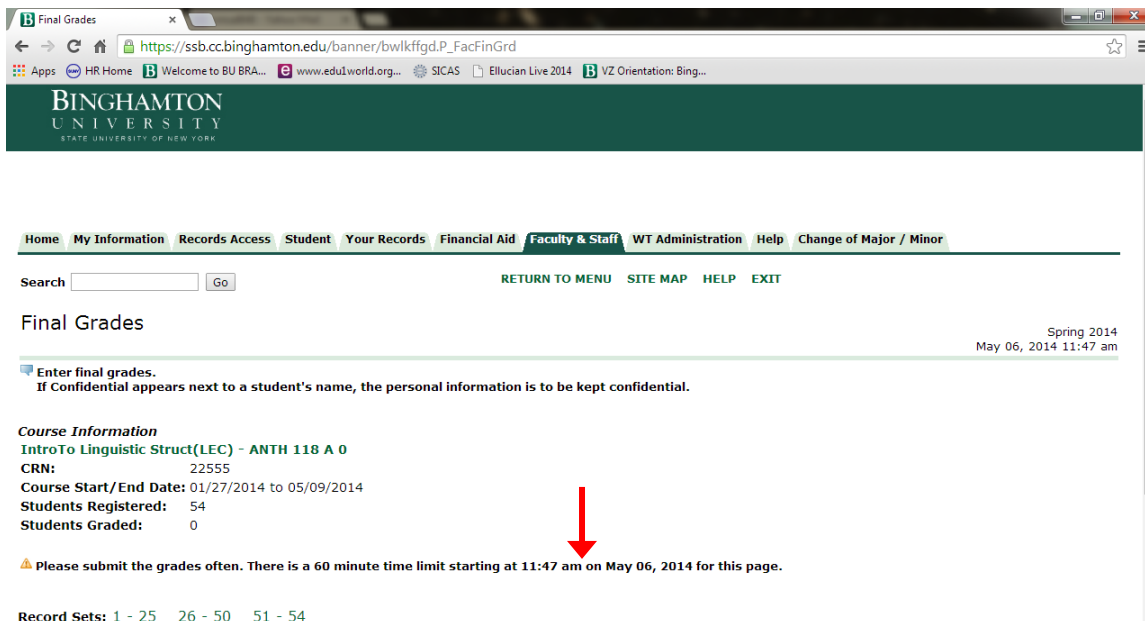 Final Grades
https://ssb.cc.binghamton.edu/banner/bwlkffgd.P_FacFinGrd
Apps HR Home Welcome to BU BRA... www.edu1world.org... SICAS Ellucian Live 2014 VZ Orientation: Bing...
BINGHAMTON
UNIVERSITY
STATE UNIVERSITY OF NEW YORK
Home My Information Records Access Student Your Records Financial Aid Faculty & Staff WT Administration Help Change of Major / Minor
Search Go RETURN TO MENU SITE MAP HELP EXIT
Final Grades
Spring 2014
May 06, 2014 11:47 am
Enter final grades.
If Confidential appears next to a student's name, the personal information is to be kept confidential.
Course Information
IntroTo Linguistic Struct(LEC) - ANTH 118 A 0
CRN: 22555
Course Start/End Date: 01/27/2014 to 05/09/2014
Students Registered: 54
Students Graded: 0
Please submit the grades often. There is a 60 minute time limit starting at 11:47 am on May 06, 2014 for this page.
Record Sets: 1 - 25 26 - 50 51 - 54